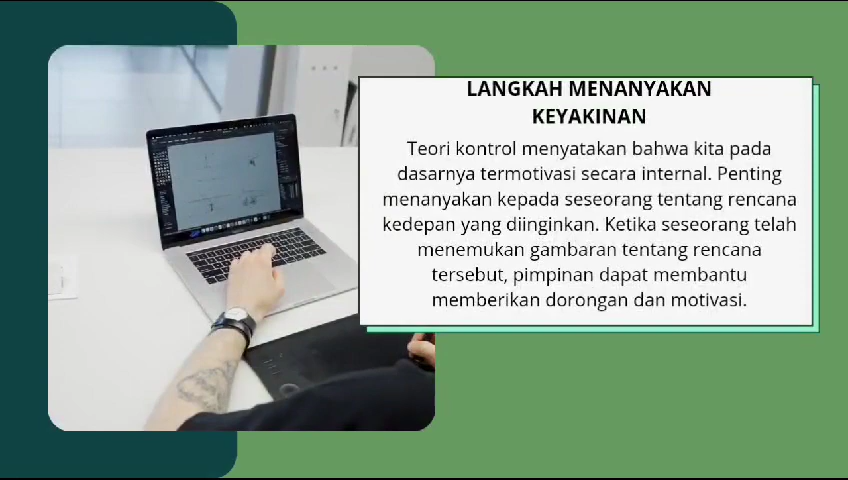 LANGKAH MENANYAKAN
KEYAKINAN
Teori kontrol menyatakan bahwa kita pada
dasarnya termotivasi secara internal. Penting
menanyakan kepada seseorang tentang rencana
kedepan yang diinginkan. Ketika seseorang telah
menemukan gambaran tentang rencana
tersebut, pimpinan dapat membantu
memberikan dorongan dan motivasi.